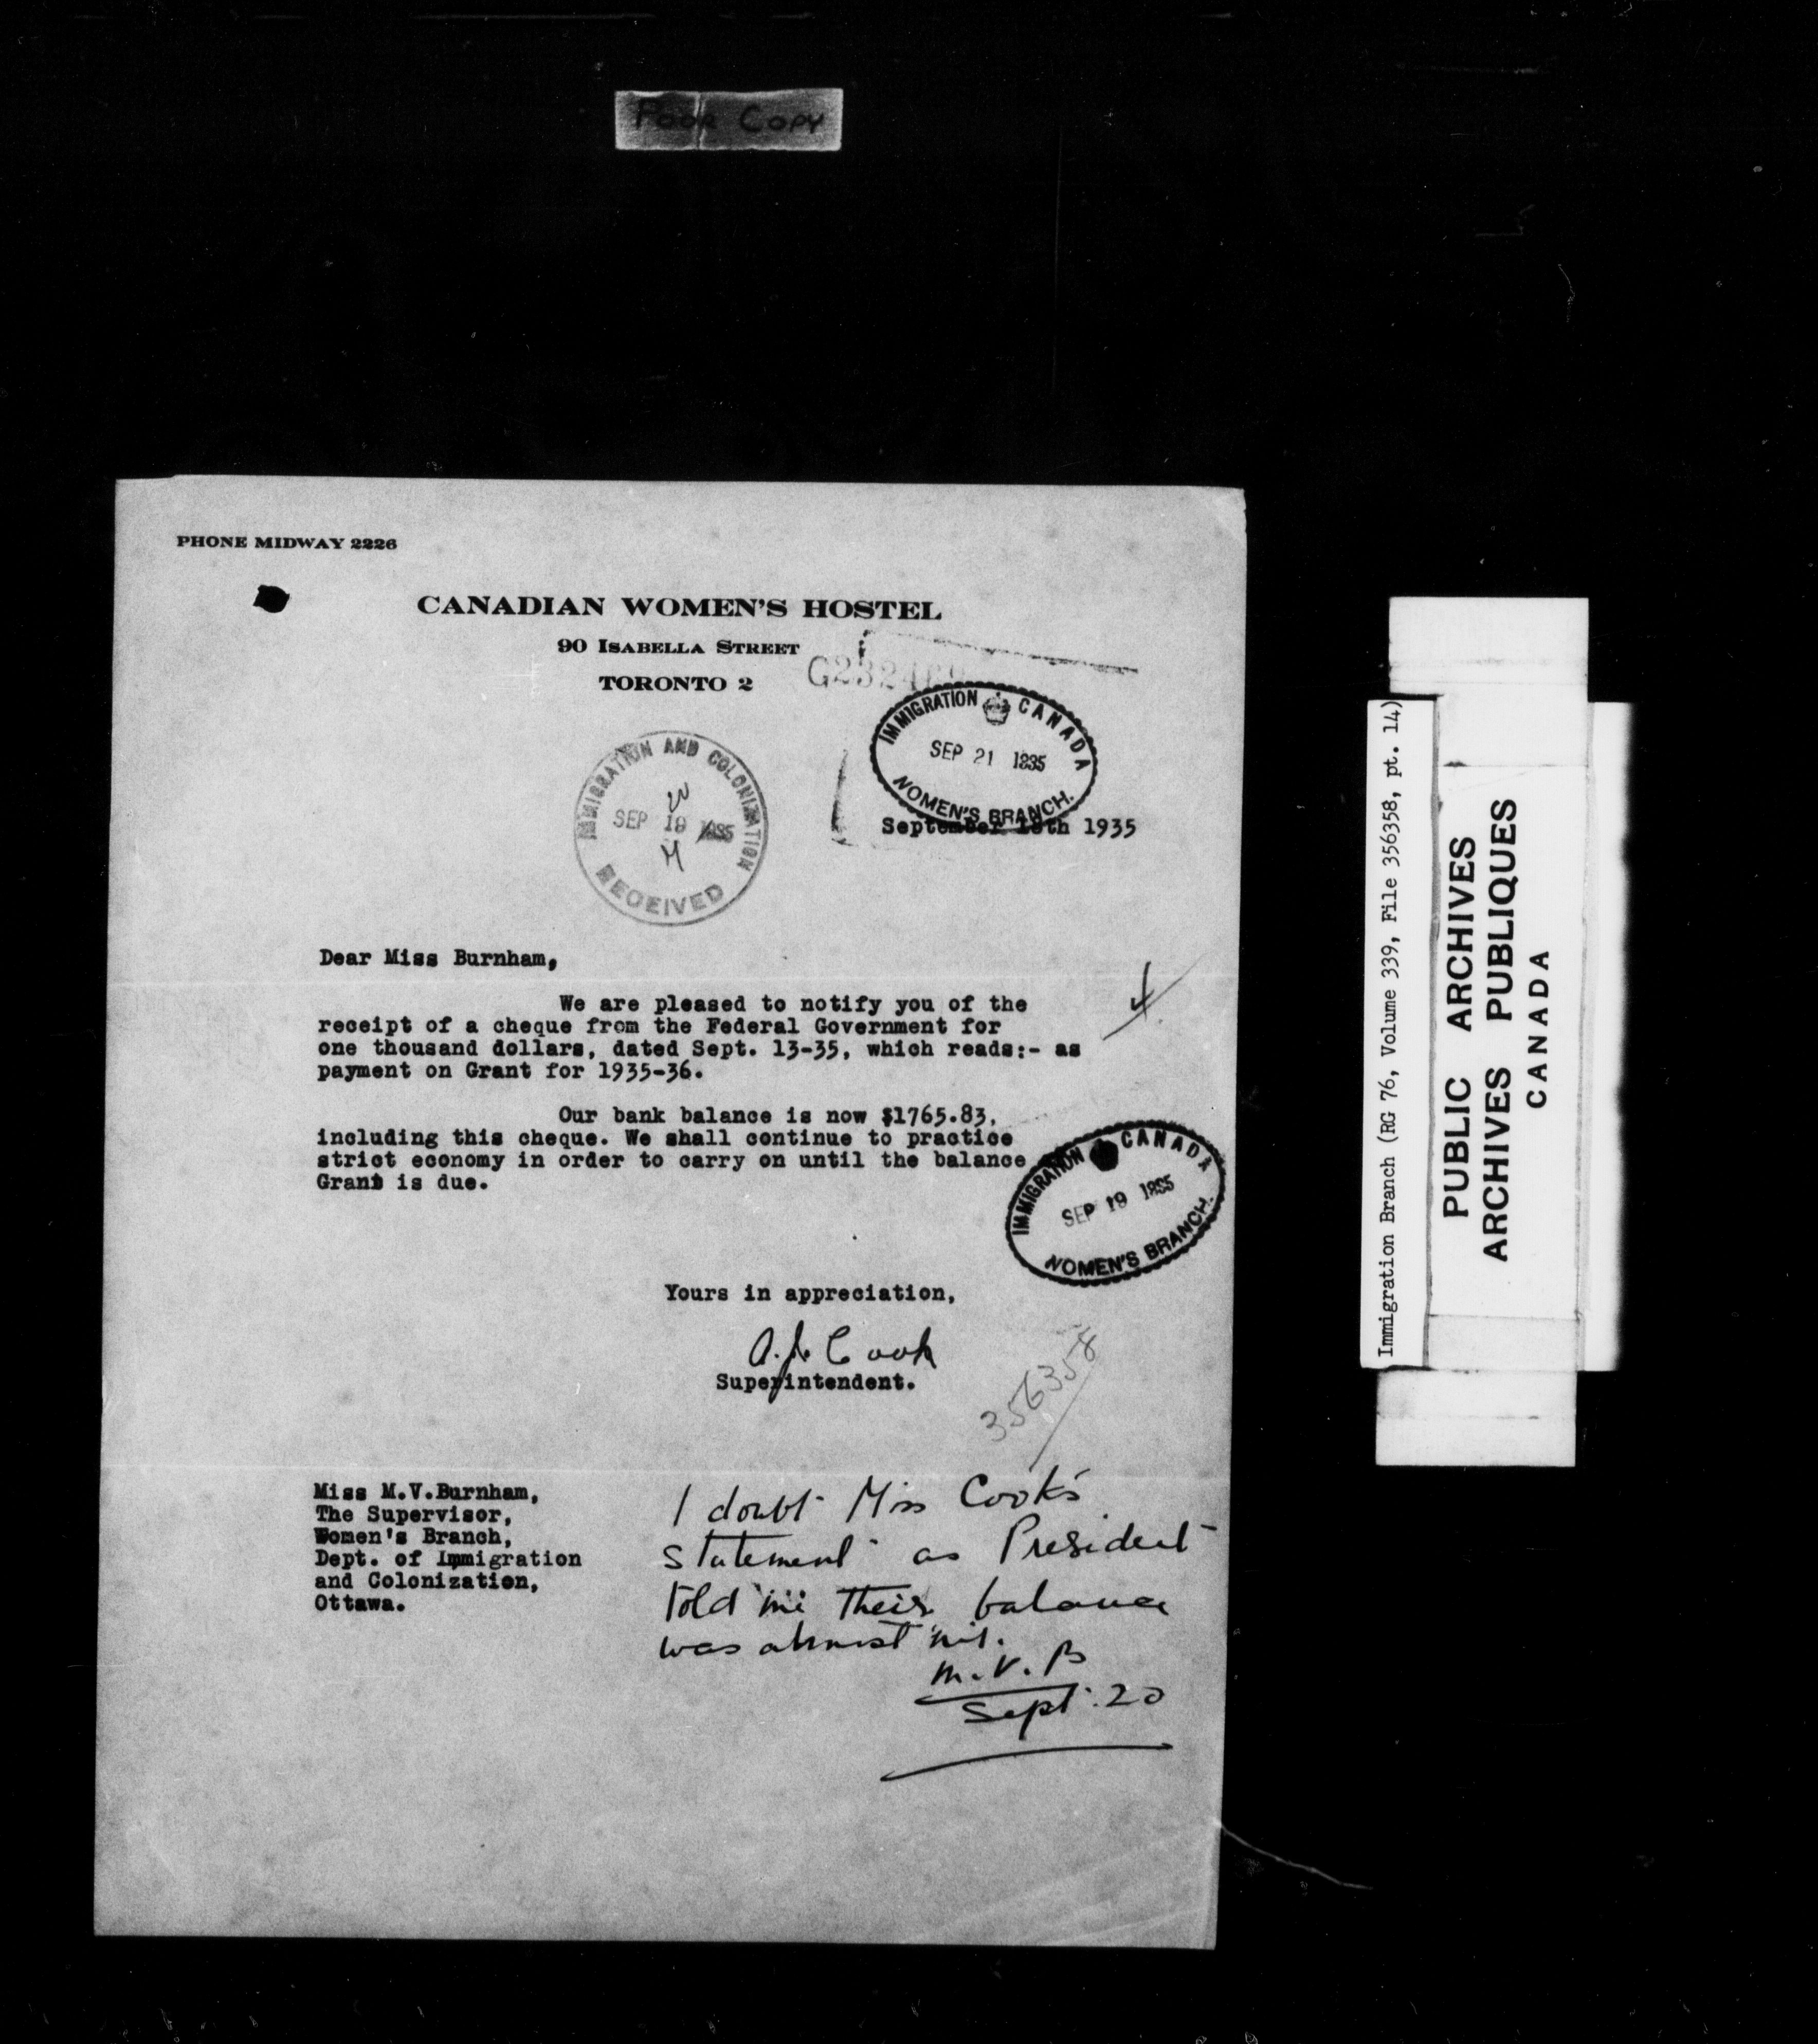 Poor Copy
PHONE MIDWAY 2226
CANADIAN WOMEN'S HOSTEL
90 ISABELLA STREET
TORONTO 2
IMMIGRATION CANADA
SEP 21 1935
WOMEN'S BRANCH.
IMMIGRATION AND COLONIZATION
20
SEP 19 1935
M
RECEIVED
September 18th 1935
Dear Miss Burnham,
4
We are pleased to notify you of the
receipt of a cheque from the Federal Government for
one thousand dollars, dated Sept. 13-35, which reads:- as
payment on Grant for 1935-36.
Our bank balance is now $1765.83,
including this cheque. We shall continue to practice
strict economy in order to carry on until the balance
Grant is due.
IMMIGRATION CANADA
SEP 19 1935
WOMEN'S BRANCH.
Yours in appreciation,
A. J. Cook
Superintendent.
356358
Miss M.V.Burnham,
The Supervisor,
Women's Branch,
Dept. of Immigration
and Colonization,
Ottawa.
I doubt Miss Cook's
statement as President
told me their balance
was almost "nil".
M. V. B
Sept. 20
Immigration Branch (RG 76, Volume 339, File 356358, pt. 14)
PUBLIC ARCHIVES
ARCHIVES PUBLIQUES
CANADA